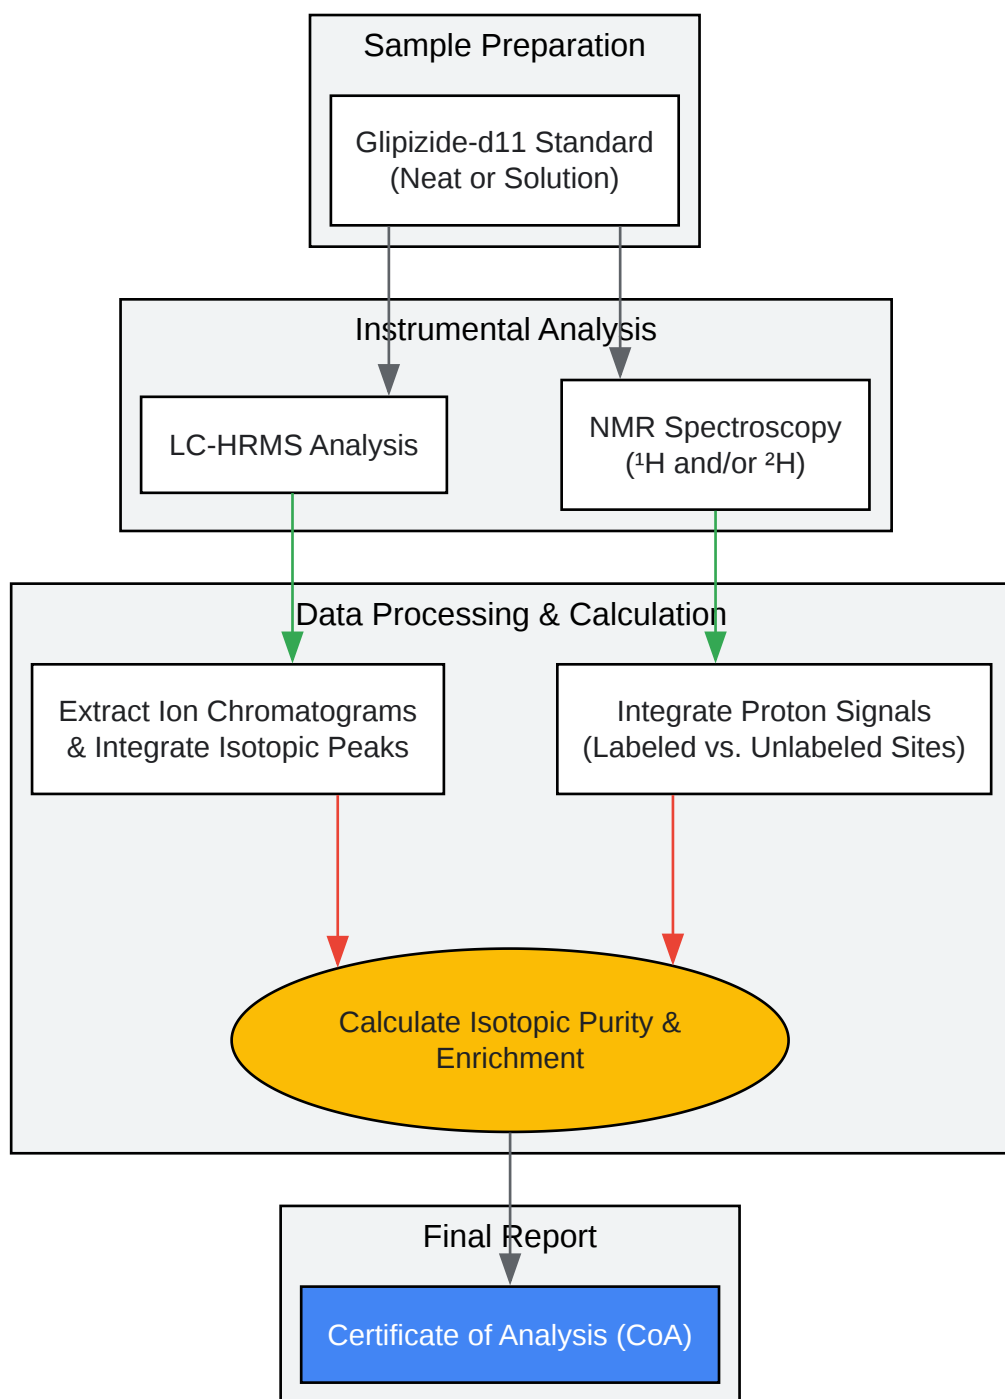 Sample Preparation
Glipizide-d11 Standard
(Neat or Solution)
Instrumental Analysis
LC-HRMS Analysis
NMR Spectroscopy
(¹H and/or ²H)
Data Processing & Calculation
Extract Ion Chromatograms
& Integrate Isotopic Peaks
Integrate Proton Signals
(Labeled vs. Unlabeled Sites)
Calculate Isotopic Purity &
Enrichment
Final Report
Certificate of Analysis (CoA)